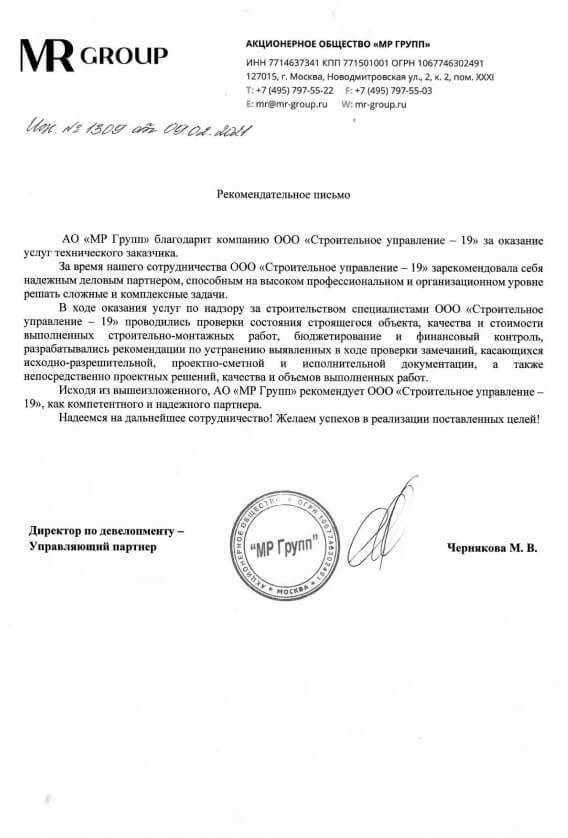 MR GROUP
АКЦИОНЕРНОЕ ОБЩЕСТВО «МР ГРУПП»
ИНН 7714637341 КПП 771501001 ОГРН 1067746302491
127015, г. Москва, Новодмитровская ул., 2, к. 2, пом. XXXI
T: +7 (495) 797-55-22 F: +7 (495) 797-55-03
E: mr@mr-group.ru W: mr-group.ru
Исх. № 1309 от 09.02.2021
Рекомендательное письмо
АО «МР Групп» благодарит компанию ООО «Строительное управление – 19» за оказание
услуг технического заказчика.
За время нашего сотрудничества ООО «Строительное управление – 19» зарекомендовала себя
надежным деловым партнером, способным на высоком профессиональном и организационном уровне
решать сложные и комплексные задачи.
В ходе оказания услуг по надзору за строительством специалистами ООО «Строительное
управление – 19» проводились проверки состояния строящегося объекта, качества и стоимости
выполненных строительно-монтажных работ, бюджетирование и финансовый контроль,
разрабатывались рекомендации по устранению выявленных в ходе проверки замечаний, касающихся
исходно-разрешительной, проектно-сметной и исполнительной документации, а также
непосредственно проектных решений, качества и объемов выполненных работ.
Исходя из вышеизложенного, АО «МР Групп» рекомендует ООО «Строительное управление –
19», как компетентного и надежного партнера.
Надеемся на дальнейшее сотрудничество! Желаем успехов в реализации поставленных целей!
Директор по девелопменту –
Управляющий партнер
АКЦИОНЕРНОЕ ОБЩЕСТВО * ОГРН 1067746302491 * МОСКВА *
"МР Групп"
Чернякова М. В.